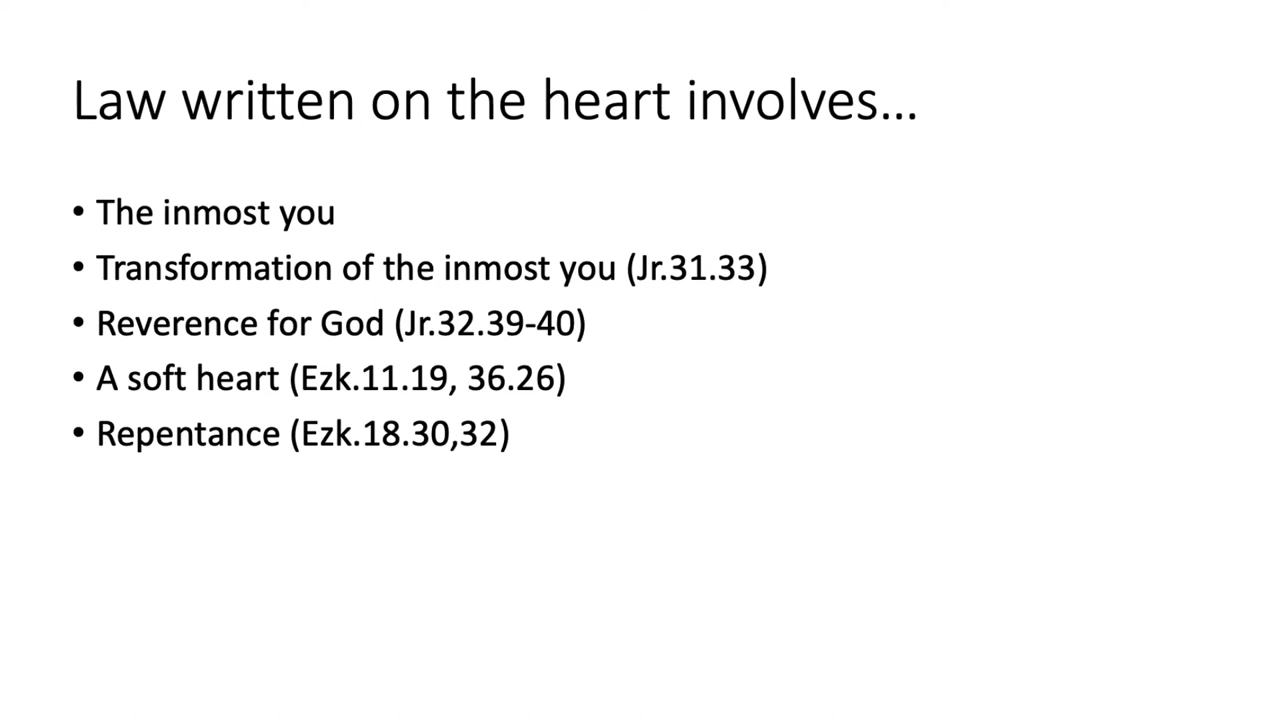 Law written on the heart involves...
• The inmost you
• Transformation of the inmost you (Jr.31.33)
• Reverence for God (Jr.32.39-40)
• A soft heart (Ezk.11.19, 36.26)
• Repentance (Ezk.18.30,32)